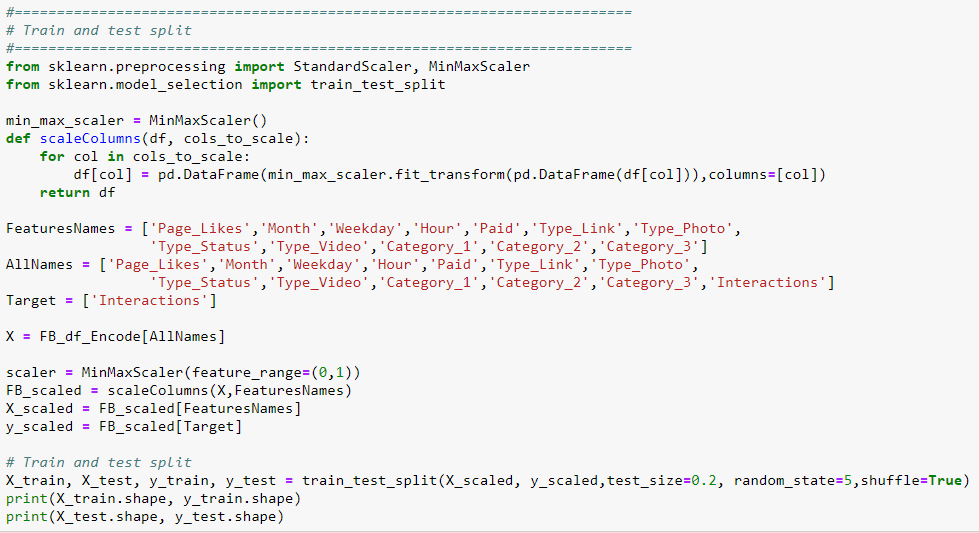 #=========================================================================
# Train and test split
#=========================================================================
from sklearn.preprocessing import StandardScaler, MinMaxScaler
from sklearn.model_selection import train_test_split

min_max_scaler = MinMaxScaler()
def scaleColumns(df, cols_to_scale):
    for col in cols_to_scale:
        df[col] = pd.DataFrame(min_max_scaler.fit_transform(pd.DataFrame(df[col])),columns=[col])
    return df

FeaturesNames = ['Page_Likes','Month','Weekday','Hour','Paid','Type_Link','Type_Photo',
                 'Type_Status','Type_Video','Category_1','Category_2','Category_3']
AllNames = ['Page_Likes','Month','Weekday','Hour','Paid','Type_Link','Type_Photo',
                 'Type_Status','Type_Video','Category_1','Category_2','Category_3','Interactions']
Target = ['Interactions']

X = FB_df_Encode[AllNames]

scaler = MinMaxScaler(feature_range=(0,1))
FB_scaled = scaleColumns(X,FeaturesNames)
X_scaled = FB_scaled[FeaturesNames]
y_scaled = FB_scaled[Target]

# Train and test split
X_train, X_test, y_train, y_test = train_test_split(X_scaled, y_scaled,test_size=0.2, random_state=5,shuffle=True)
print(X_train.shape, y_train.shape)
print(X_test.shape, y_test.shape)